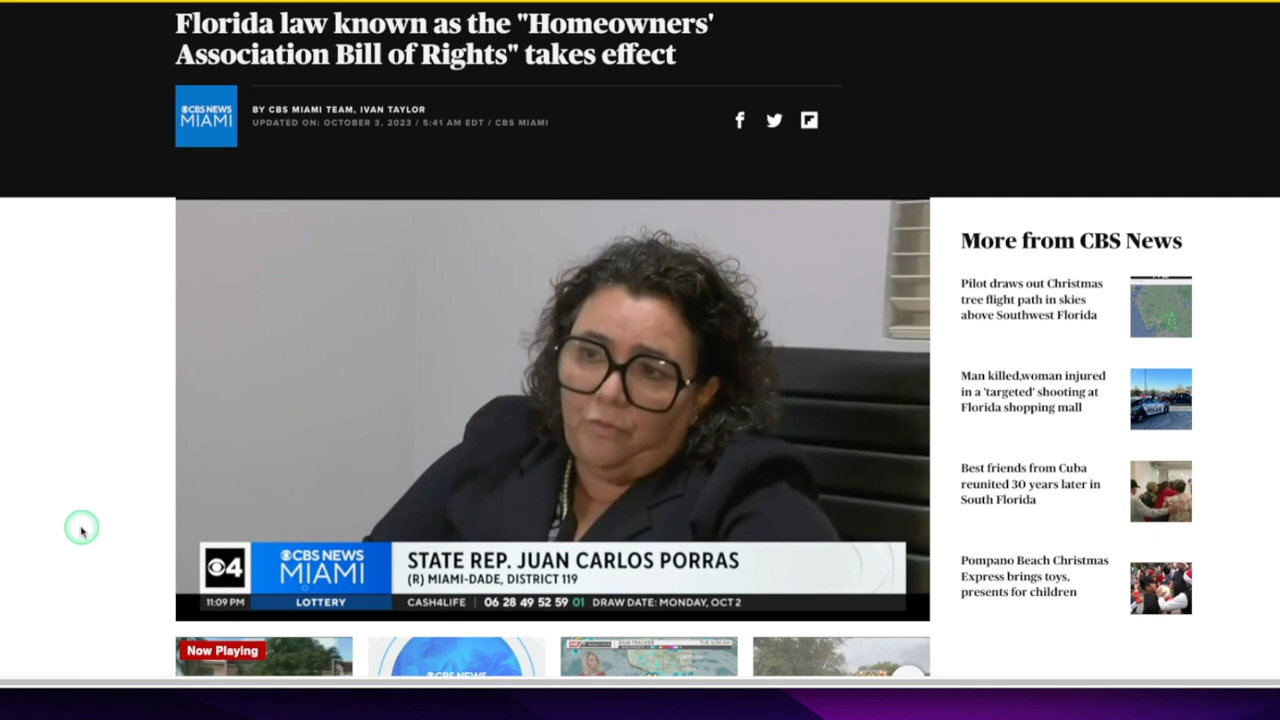 Florida law known as the "Homeowners'
Association Bill of Rights" takes effect
CBS NEWS
MIAMI
BY CBS MIAMI TEAM, IVAN TAYLOR
UPDATED ON: OCTOBER 3, 2023 / 5:41 AM EDT / CBS MIAMI
More from CBS News
Pilot draws out Christmas
tree flight path in skies
above Southwest Florida
Man killed,woman injured
in a 'targeted' shooting at
Florida shopping mall
Best friends from Cuba
reunited 30 years later in
South Florida
Pompano Beach Christmas
Express brings toys,
presents for children
4
CBS NEWS
MIAMI
STATE REP. JUAN CARLOS PORRAS
(R) MIAMI-DADE, DISTRICT 119
11:09 PM
LOTTERY
CASH4LIFE
06 28 49 52 59 01 DRAW DATE: MONDAY, OCT 2
Now Playing
CBS NEWS